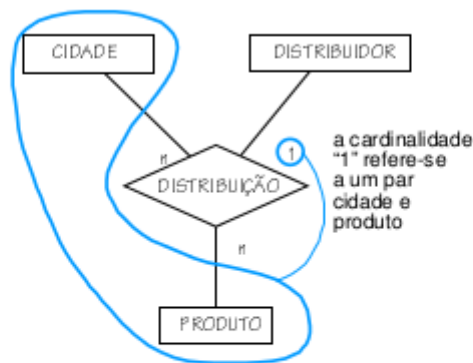 CIDADE
DISTRIBUIDOR
n
1
a cardinalidade
"1" refere-se
a um par
cidade e
produto
DISTRIBUIÇÃO
n
PRODUTO